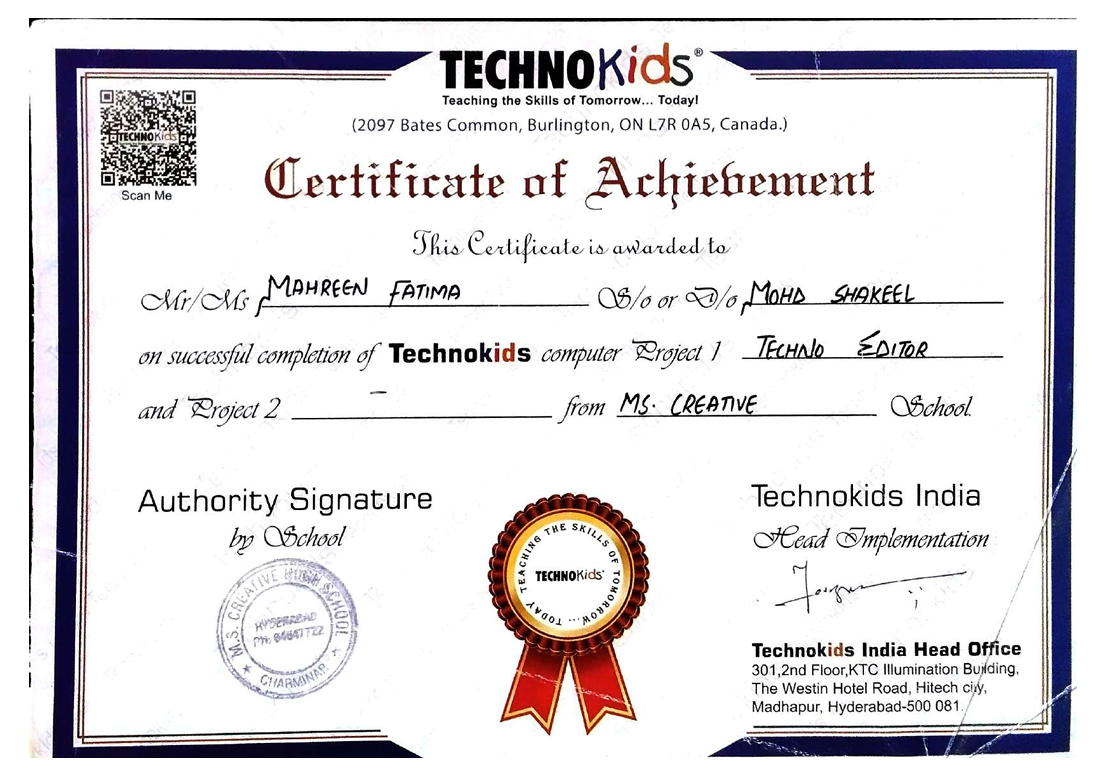 TECHNOKids®
Teaching the Skills of Tomorrow... Today!
(2097 Bates Common, Burlington, ON L7R 0A5, Canada.)
TECHNOKids
Scan Me
Certificate of Achievement
This Certificate is awarded to
Mr/Ms MAHREEN FATIMA S/o or D/o MOHD SHAKEEL
on successful completion of Technokids computer Project 1 TECHNO EDITOR
and Project 2 – from MS. CREATIVE School.
Authority Signature
by School
M.S. CREATIVE HIGH SCHOOL
HYDERABAD
CHARMINAR
TEACHING THE SKILLS OF TOMORROW... TODAY
TECHNOKids®
Technokids India
Head Implementation
Technokids India Head Office
301,2nd Floor,KTC Illumination Building,
The Westin Hotel Road, Hitech city,
Madhapur, Hyderabad-500 081.